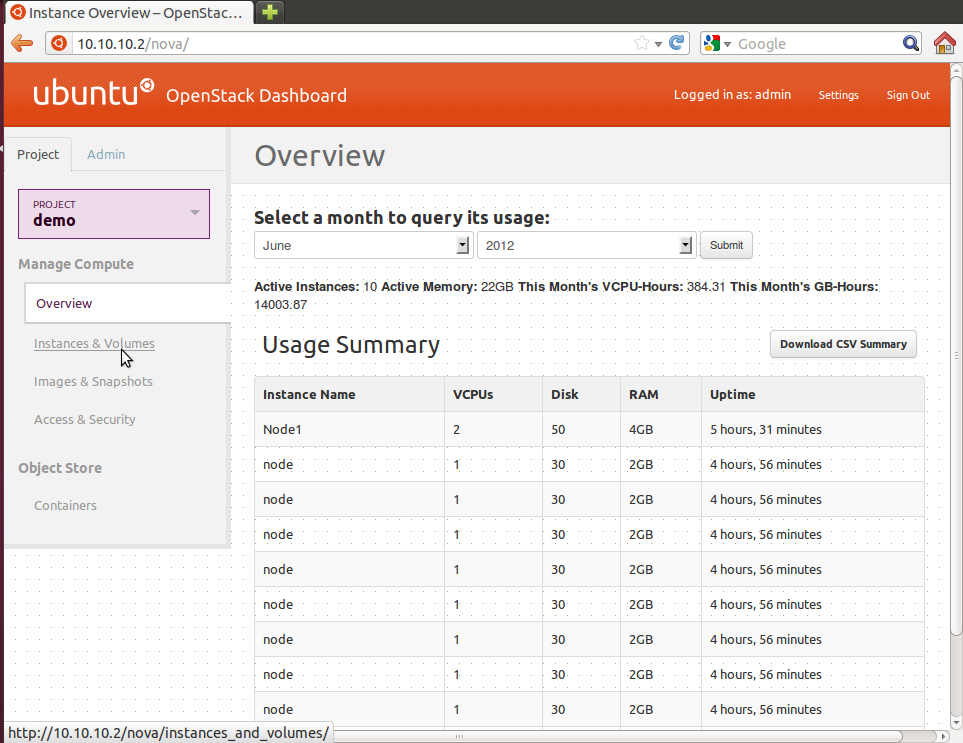 Instance Overview – OpenStac...
10.10.10.2/nova/
Google
ubuntu OpenStack Dashboard
Logged in as: admin Settings Sign Out
Project Admin
PROJECT
demo
Manage Compute
Overview
Instances & Volumes
Images & Snapshots
Access & Security
Object Store
Containers
Overview
Select a month to query its usage:
June 2012 Submit
Active Instances: 10 Active Memory: 22GB This Month's VCPU-Hours: 384.31 This Month's GB-Hours:
14003.87
Usage Summary Download CSV Summary
Instance Name VCPUs Disk RAM Uptime
Node1 2 50 4GB 5 hours, 31 minutes
node 1 30 2GB 4 hours, 56 minutes
node 1 30 2GB 4 hours, 56 minutes
node 1 30 2GB 4 hours, 56 minutes
node 1 30 2GB 4 hours, 56 minutes
node 1 30 2GB 4 hours, 56 minutes
node 1 30 2GB 4 hours, 56 minutes
node 1 30 2GB 4 hours, 56 minutes
node 1 30 2GB 4 hours, 56 minutes
http://10.10.10.2/nova/instances_and_volumes/